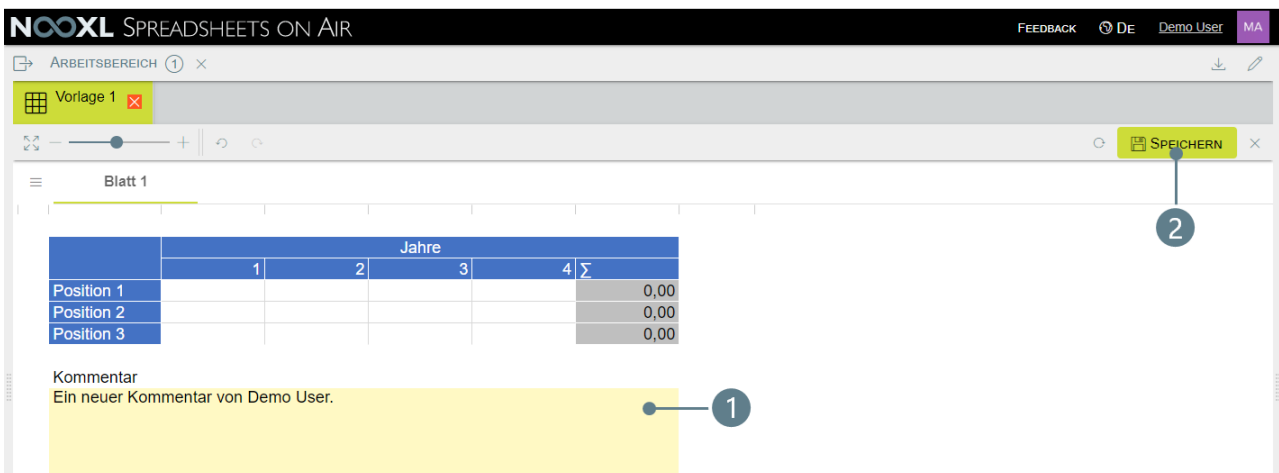 NOOXL SPREADSHEETS ON AIR FEEDBACK DE Demo User MA
ARBEITSBEREICH 1
Vorlage 1
SPEICHERN
Blatt 1
2
Jahre
1 2 3 4 ∑
Position 1 0,00
Position 2 0,00
Position 3 0,00
Kommentar
Ein neuer Kommentar von Demo User.
1